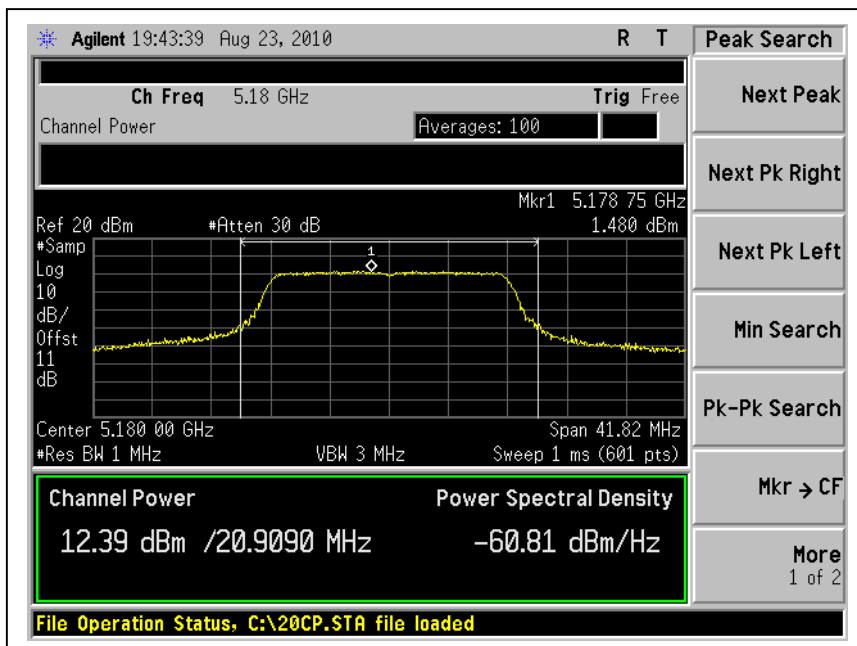 Agilent 19:43:39 Aug 23, 2010 R T
Peak Search
Ch Freq 5.18 GHz Trig Free
Channel Power Averages: 100
Mkr1 5.178 75 GHz
Ref 20 dBm #Atten 30 dB 1.480 dBm
#Samp
Log
10
dB/
Offst
11
dB
1
Center 5.180 00 GHz Span 41.82 MHz
#Res BW 1 MHz VBW 3 MHz Sweep 1 ms (601 pts)
Channel Power Power Spectral Density
12.39 dBm /20.9090 MHz -60.81 dBm/Hz
File Operation Status, C:\20CP.STA file loaded
Next Peak
Next Pk Right
Next Pk Left
Min Search
Pk-Pk Search
Mkr → CF
More
1 of 2